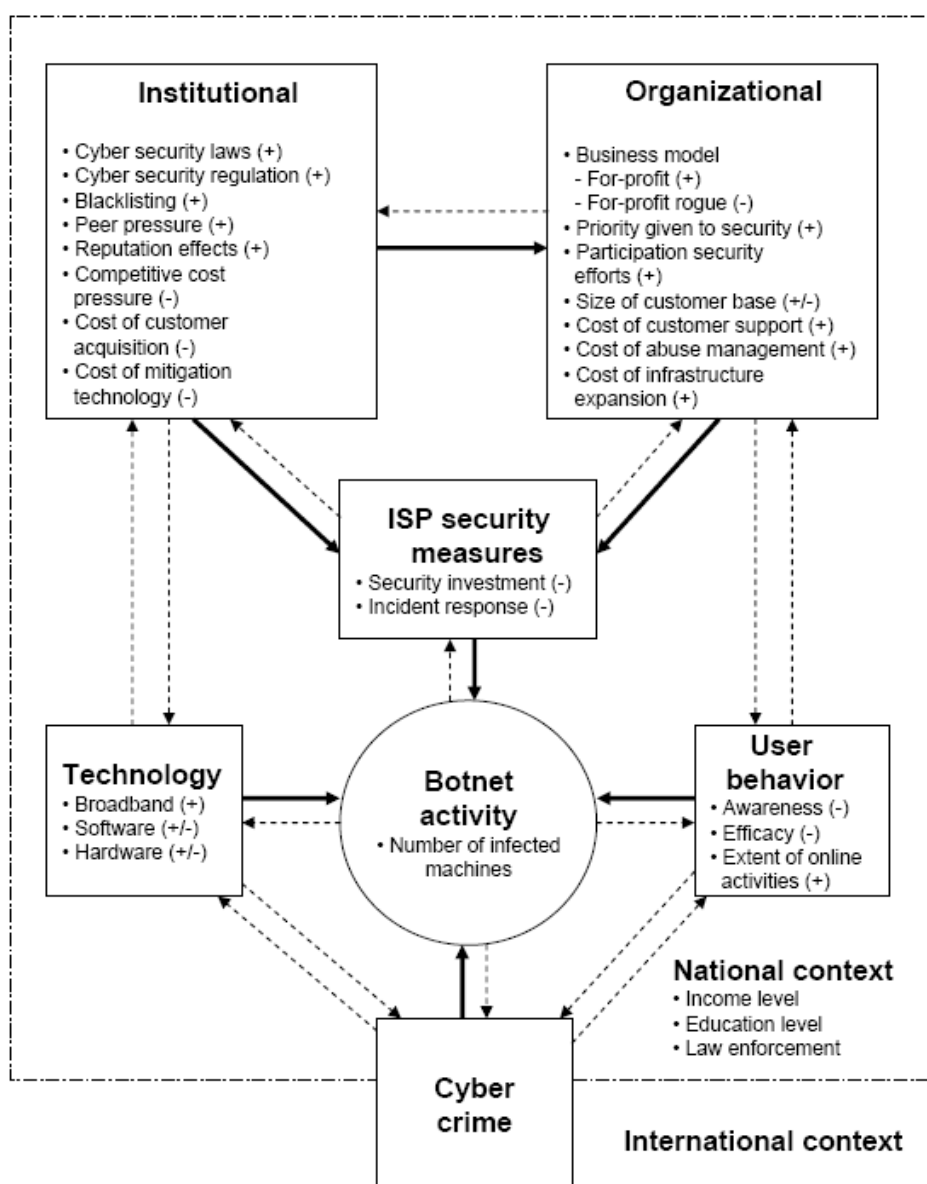 Institutional
• Cyber security laws (+)
• Cyber security regulation (+)
• Blacklisting (+)
• Peer pressure (+)
• Reputation effects (+)
• Competitive cost
pressure (-)
• Cost of customer
acquisition (-)
• Cost of mitigation
technology (-)
Organizational
• Business model
- For-profit (+)
- For-profit rogue (-)
• Priority given to security (+)
• Participation security
efforts (+)
• Size of customer base (+/-)
• Cost of customer support (+)
• Cost of abuse management (+)
• Cost of infrastructure
expansion (+)
ISP security
measures
• Security investment (-)
• Incident response (-)
Technology
• Broadband (+)
• Software (+/-)
• Hardware (+/-)
Botnet
activity
• Number of infected
machines
User
behavior
• Awareness (-)
• Efficacy (-)
• Extent of online
activities (+)
National context
• Income level
• Education level
• Law enforcement
Cyber
crime
International context